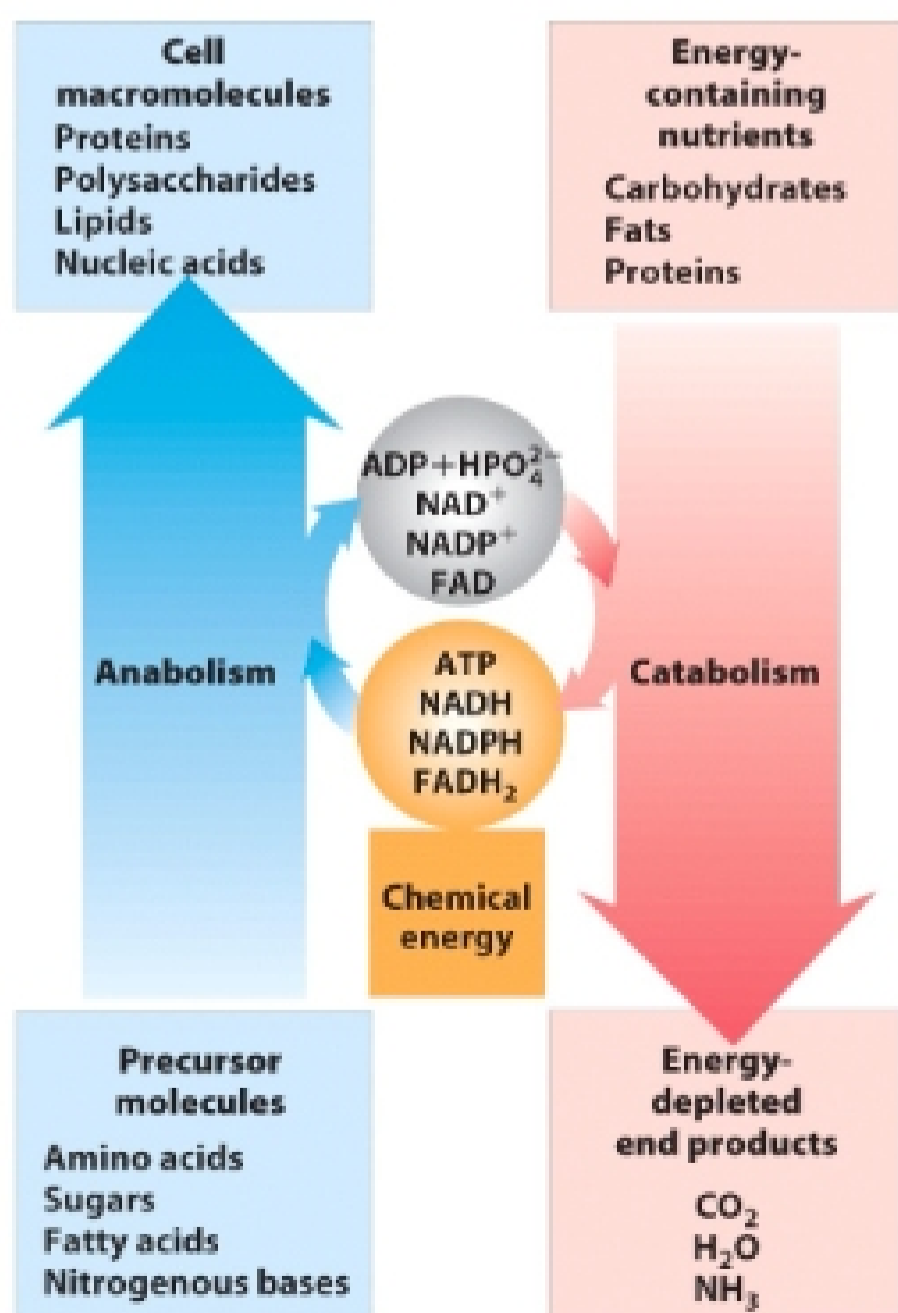 Cell
macromolecules
Proteins
Polysaccharides
Lipids
Nucleic acids
Energy-
containing
nutrients
Carbohydrates
Fats
Proteins
ADP+HPO₄²⁻
NAD⁺
NADP⁺
FAD
Anabolism
ATP
NADH
NADPH
FADH₂
Catabolism
Chemical
energy
Precursor
molecules
Amino acids
Sugars
Fatty acids
Nitrogenous bases
Energy-
depleted
end products
CO₂
H₂O
NH₃